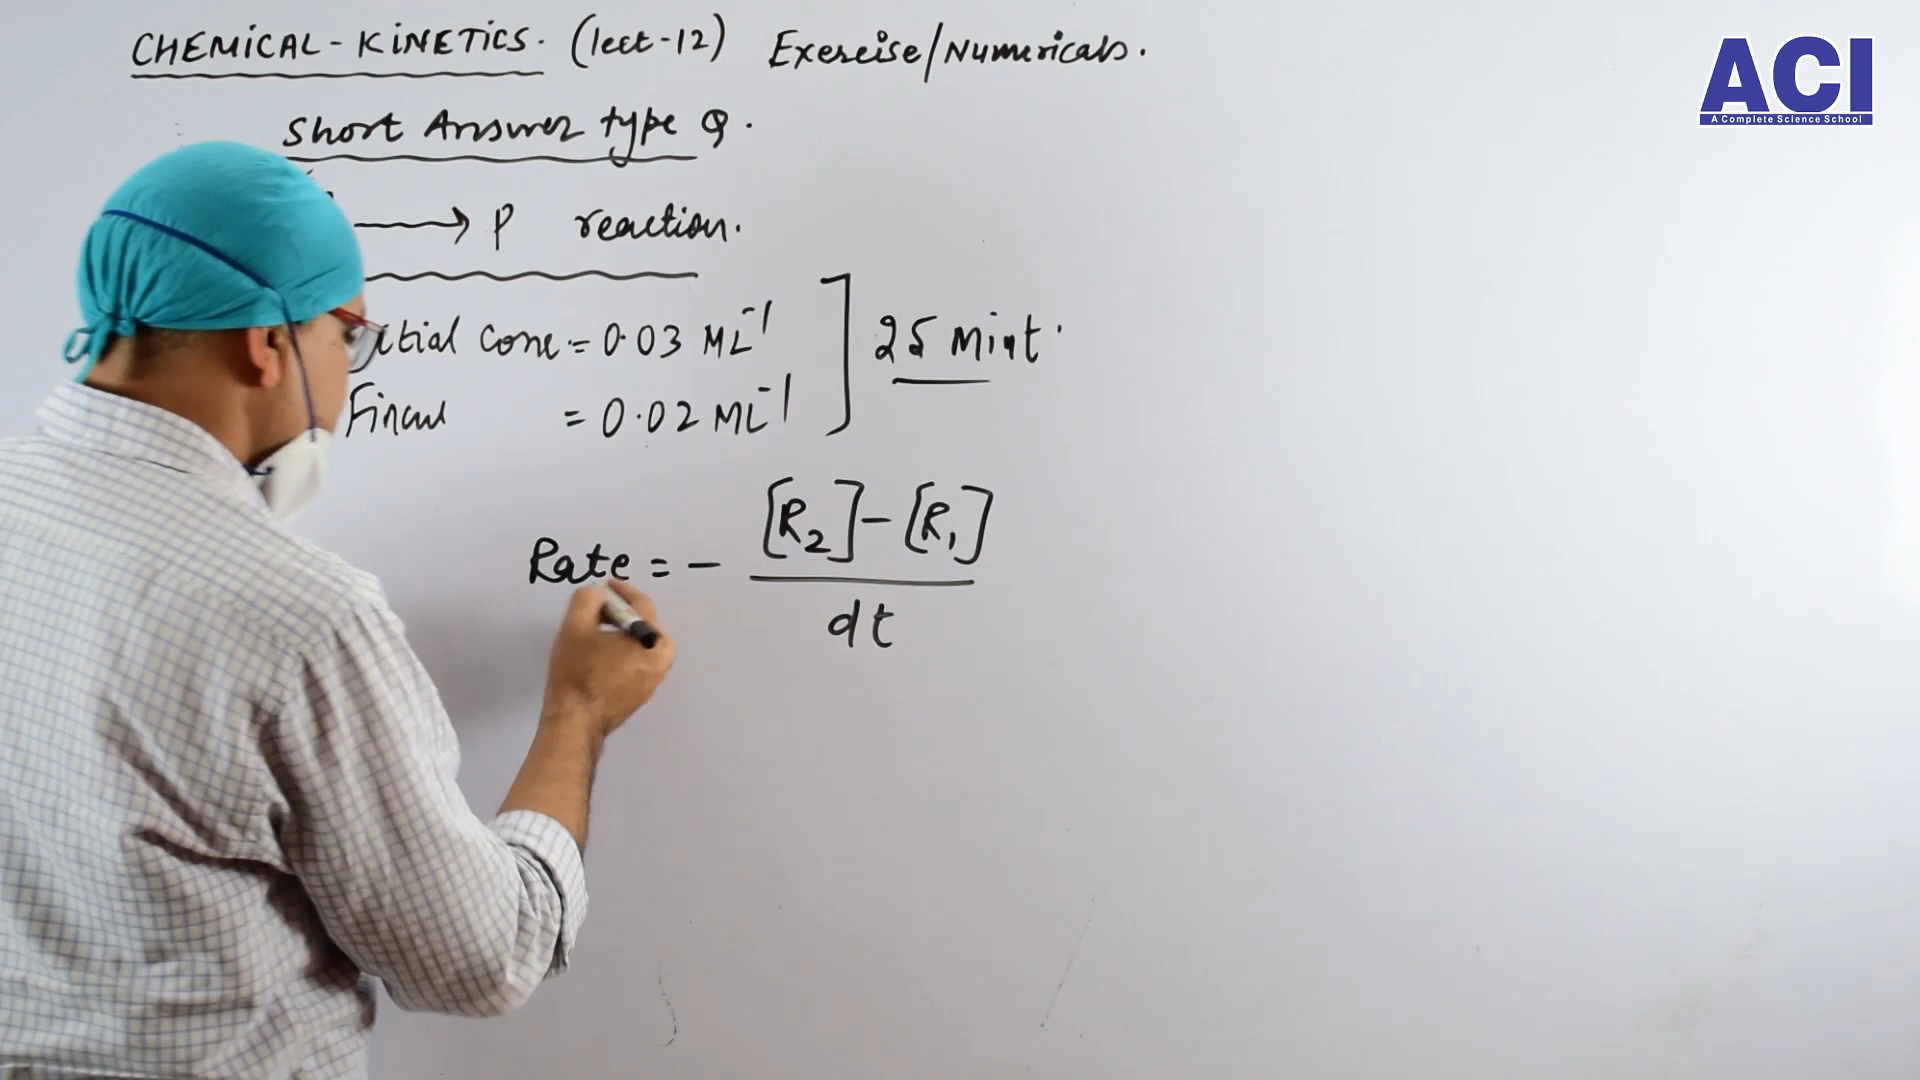 CHEMICAL-KINETICS. (lect-12) Exercise/Numericals.
ACI
A Complete Science School
Short Answer type Q.
⟶ P reaction.
itial Conc. = 0.03 ML⁻¹ ] 25 Mint.
Final = 0.02 ML⁻¹
Rate = - [R₂] - [R₁]
dt